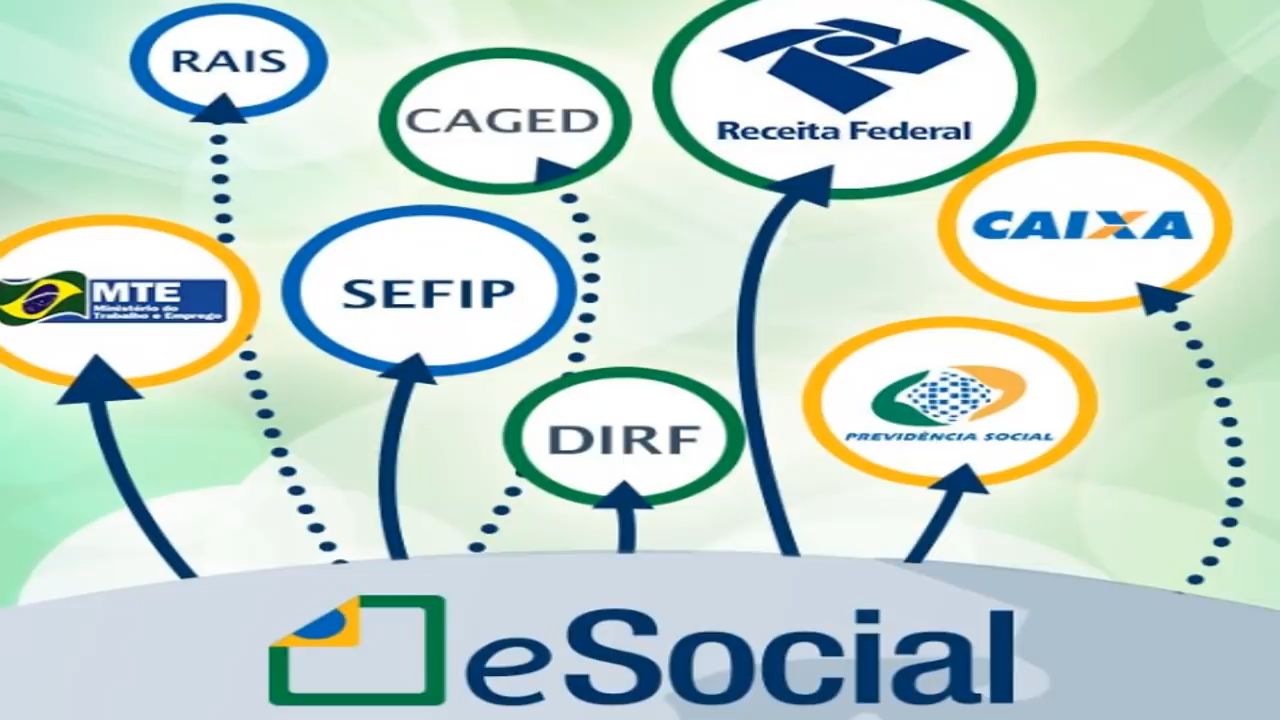 RAIS
CAGED
Receita Federal
CAIXA
MTE
Ministério do
Trabalho e Emprego
SEFIP
DIRF
PREVIDÊNCIA SOCIAL
eSocial